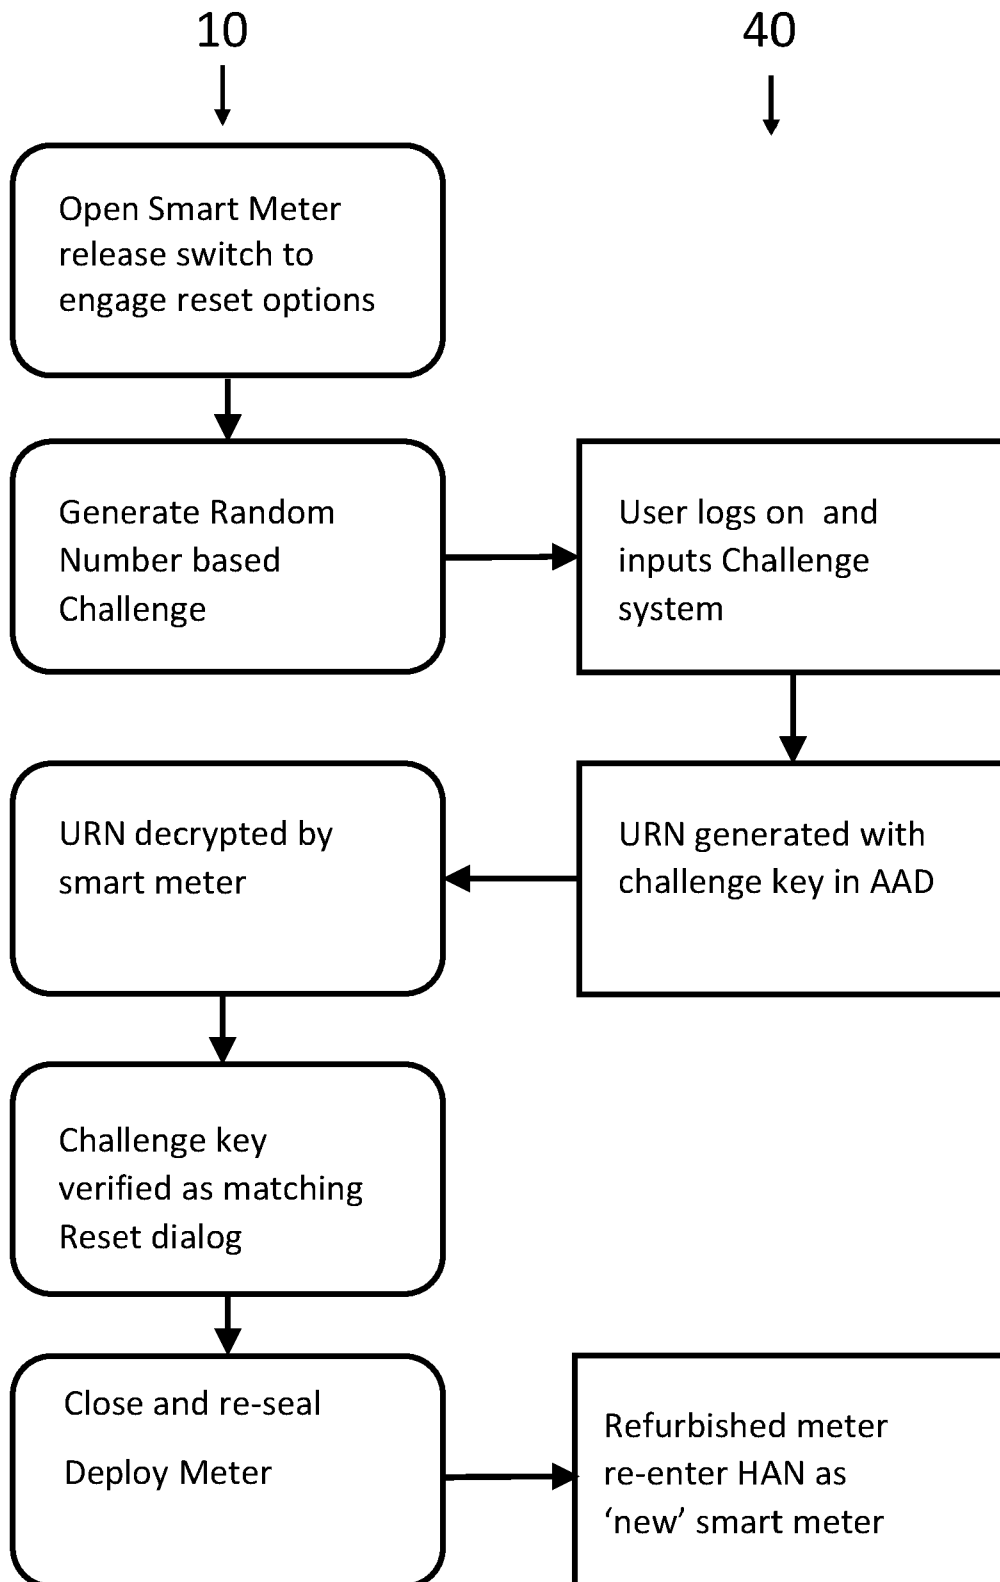 10
40
Open Smart Meter
release switch to
engage reset options
Generate Random
Number based
Challenge
User logs on and
inputs Challenge
system
URN decrypted by
smart meter
URN generated with
challenge key in AAD
Challenge key
verified as matching
Reset dialog
Close and re-seal
Deploy Meter
Refurbished meter
re-enter HAN as
‘new’ smart meter